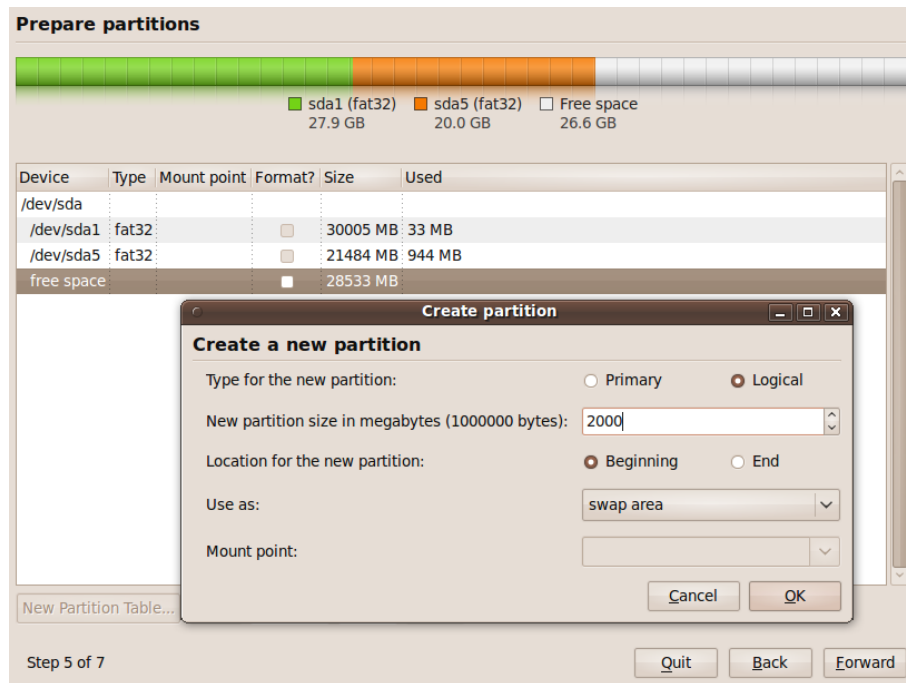 Prepare partitions
sda1 (fat32) sda5 (fat32) Free space
27.9 GB 20.0 GB 26.6 GB
Device Type Mount point Format? Size Used
/dev/sda
/dev/sda1 fat32 30005 MB 33 MB
/dev/sda5 fat32 21484 MB 944 MB
free space 28533 MB
Create partition
Create a new partition
Type for the new partition: Primary Logical
New partition size in megabytes (1000000 bytes): 2000
Location for the new partition: Beginning End
Use as: swap area
Mount point:
Cancel OK
New Partition Table...
Step 5 of 7 Quit Back Forward